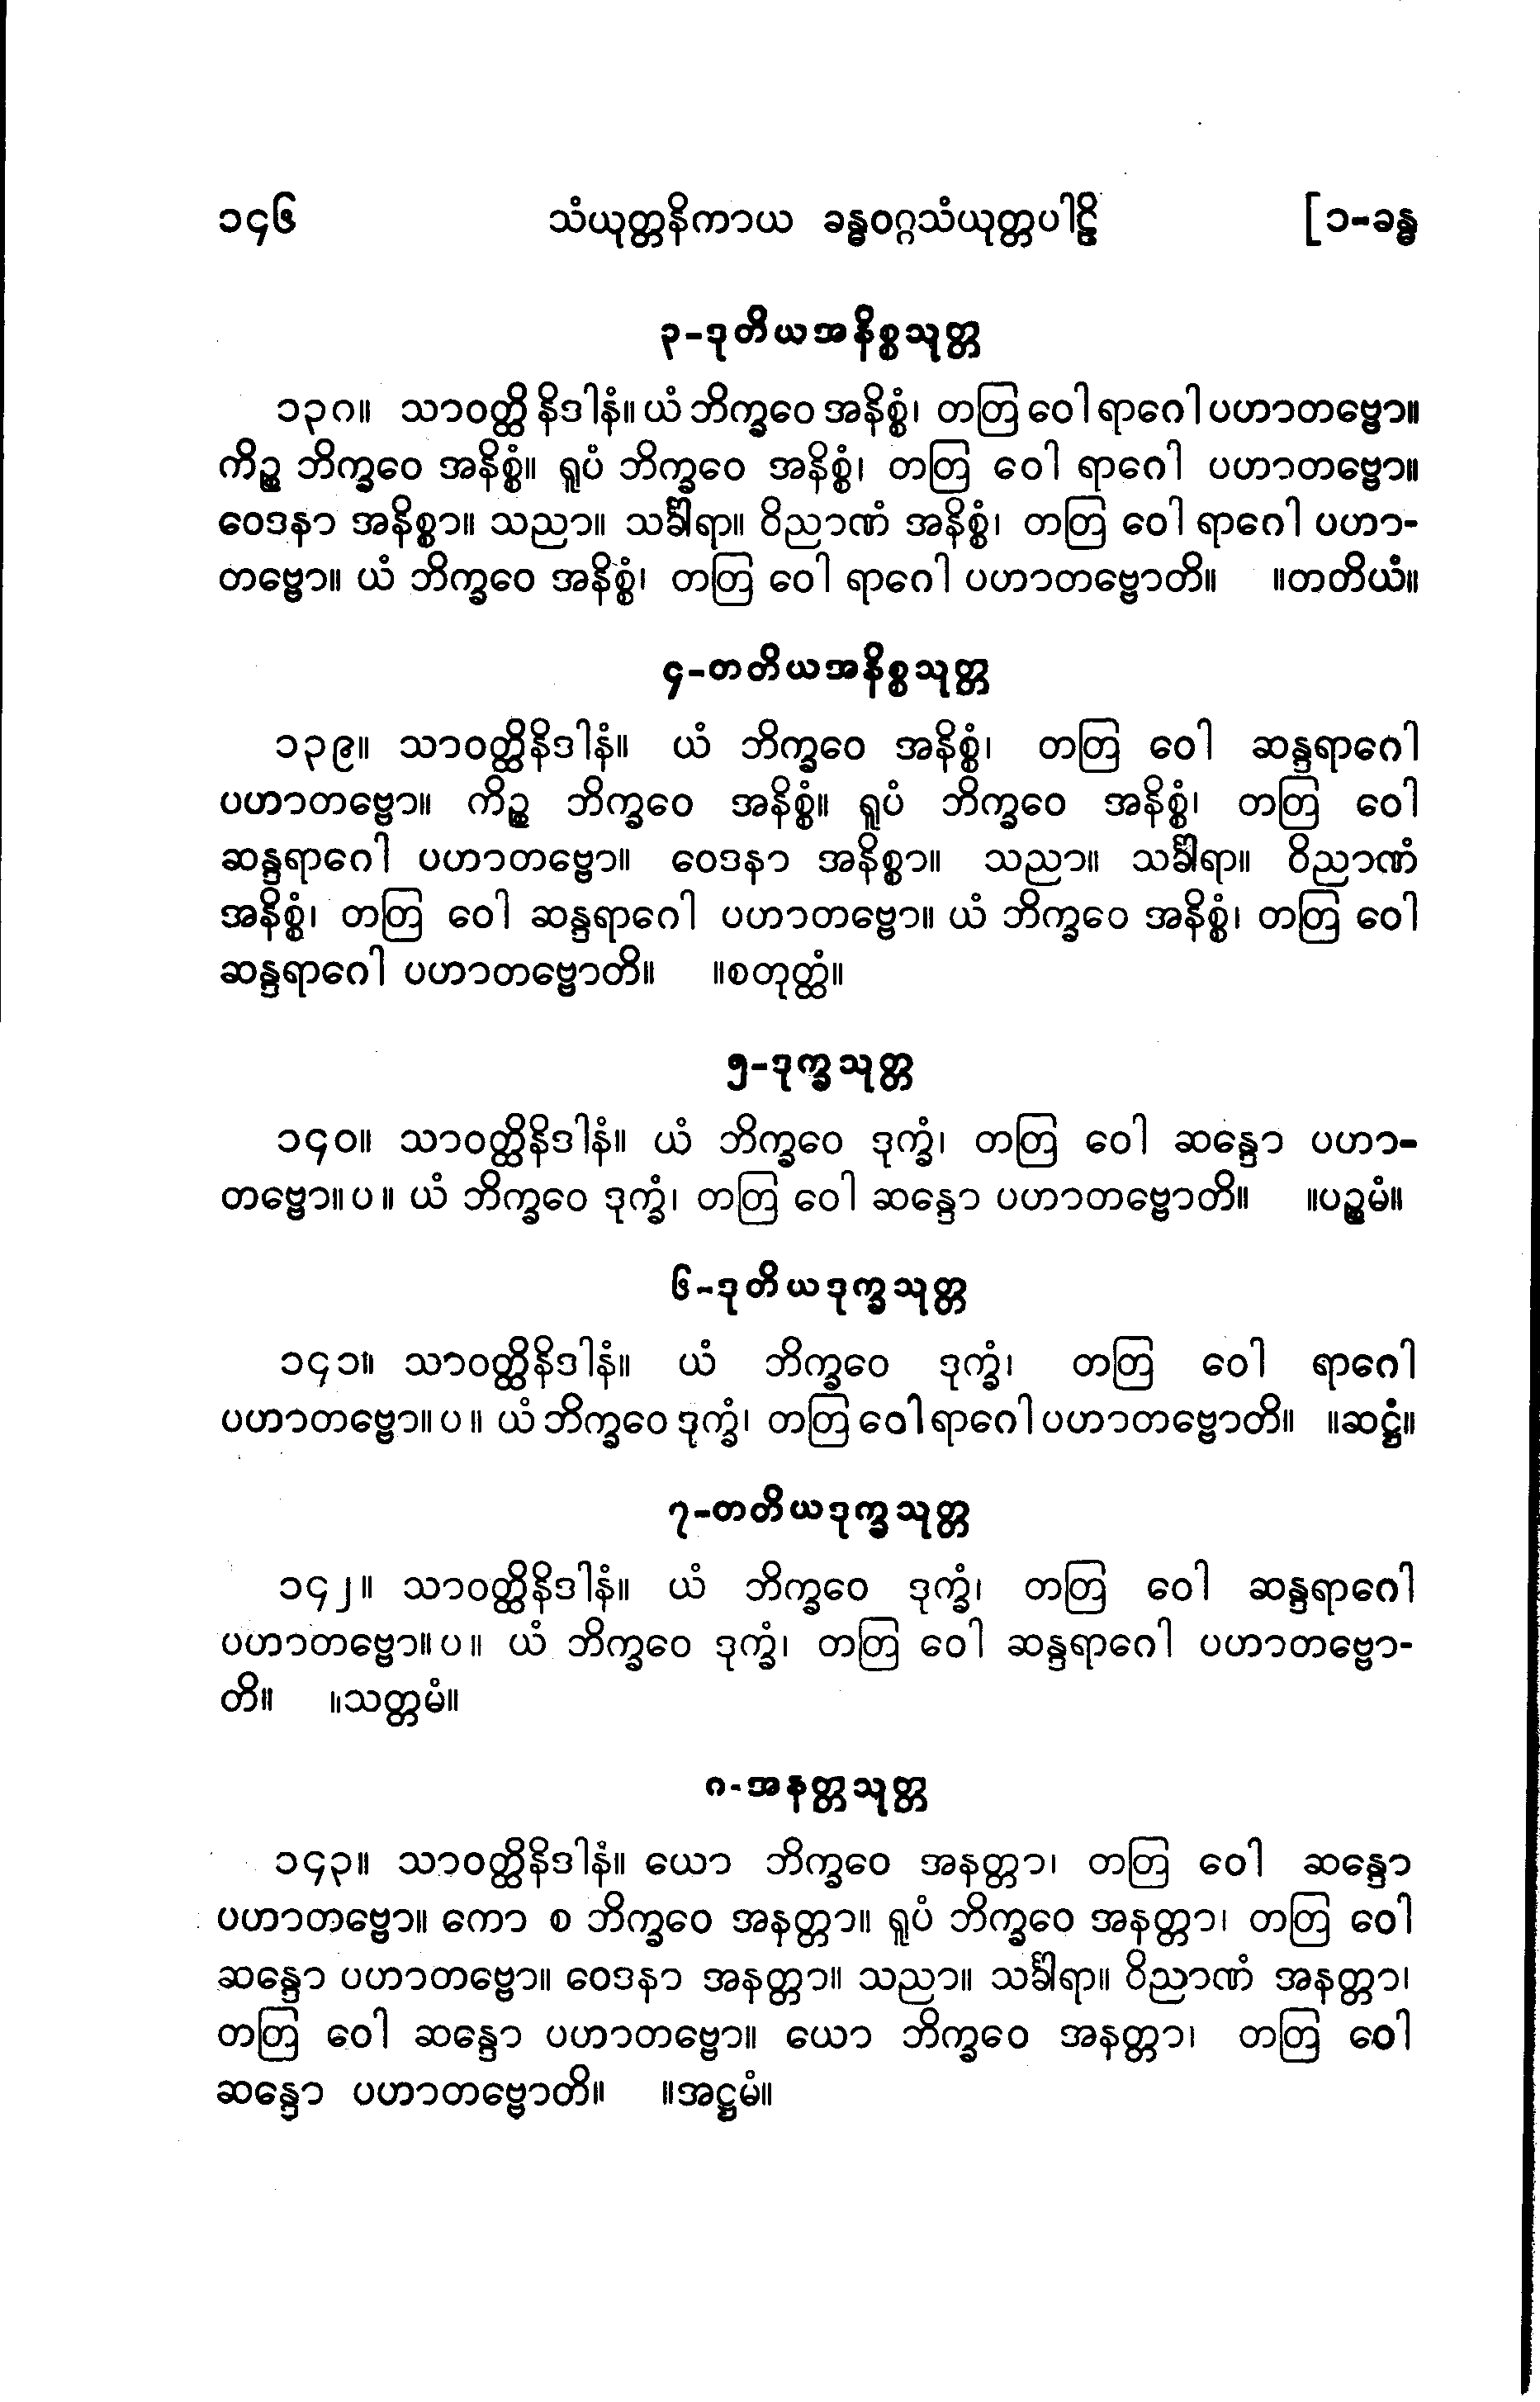 ၁၄၆ သံယုတ္တနိကာယ ခန္ဓဝဂ္ဂသံယုတ္တပါဠိ [၁-ခန္ဓ
၃-ဒုတိယအနိစ္စသုတ္တ
၁၃၈။ သာဝတ္ထိနိဒါနံ။ ယံ ဘိက္ခဝေ အနိစ္စံ၊ တတြ ဝေါ ရာဂေါ ပဟာတဗ္ဗော။
ကိဉ္စ ဘိက္ခဝေ အနိစ္စံ။ ရူပံ ဘိက္ခဝေ အနိစ္စံ၊ တတြ ဝေါ ရာဂေါ ပဟာတဗ္ဗော။
ဝေဒနာ အနိစ္စာ။ သညာ။ သင်္ခါရာ။ ဝိညာဏံ အနိစ္စံ၊ တတြ ဝေါ ရာဂေါ ပဟာ-
တဗ္ဗော။ ယံ ဘိက္ခဝေ အနိစ္စံ၊ တတြ ဝေါ ရာဂေါ ပဟာတဗ္ဗောတိ။ ။တတိယံ။
၄-တတိယအနိစ္စသုတ္တ
၁၃၉။ သာဝတ္ထိနိဒါနံ။ ယံ ဘိက္ခဝေ အနိစ္စံ၊ တတြ ဝေါ ဆန္ဒရာဂေါ
ပဟာတဗ္ဗော။ ကိဉ္စ ဘိက္ခဝေ အနိစ္စံ။ ရူပံ ဘိက္ခဝေ အနိစ္စံ၊ တတြ ဝေါ
ဆန္ဒရာဂေါ ပဟာတဗ္ဗော။ ဝေဒနာ အနိစ္စာ။ သညာ။ သင်္ခါရာ။ ဝိညာဏံ
အနိစ္စံ၊ တတြ ဝေါ ဆန္ဒရာဂေါ ပဟာတဗ္ဗော။ ယံ ဘိက္ခဝေ အနိစ္စံ၊ တတြ ဝေါ
ဆန္ဒရာဂေါ ပဟာတဗ္ဗောတိ။ ။စတုတ္ထံ။
၅-ဒုက္ခသုတ္တ
၁၄၀။ သာဝတ္ထိနိဒါနံ။ ယံ ဘိက္ခဝေ ဒုက္ခံ၊ တတြ ဝေါ ဆန္ဒော ပဟာ-
တဗ္ဗော။ပ။ ယံ ဘိက္ခဝေ ဒုက္ခံ၊ တတြ ဝေါ ဆန္ဒော ပဟာတဗ္ဗောတိ။ ။ပဉ္စမံ။
၆-ဒုတိယဒုက္ခသုတ္တ
၁၄၁။ သာဝတ္ထိနိဒါနံ။ ယံ ဘိက္ခဝေ ဒုက္ခံ၊ တတြ ဝေါ ရာဂေါ
ပဟာတဗ္ဗော။ပ။ ယံ ဘိက္ခဝေ ဒုက္ခံ၊ တတြ ဝေါ ရာဂေါ ပဟာတဗ္ဗောတိ။ ။ဆဋ္ဌံ။
၇-တတိယဒုက္ခသုတ္တ
၁၄၂။ သာဝတ္ထိနိဒါနံ။ ယံ ဘိက္ခဝေ ဒုက္ခံ၊ တတြ ဝေါ ဆန္ဒရာဂေါ
ပဟာတဗ္ဗော။ပ။ ယံ ဘိက္ခဝေ ဒုက္ခံ၊ တတြ ဝေါ ဆန္ဒရာဂေါ ပဟာတဗ္ဗော-
တိ။ ။သတ္တမံ။
၈-အနတ္တသုတ္တ
၁၄၃။ သာဝတ္ထိနိဒါနံ။ ယော ဘိက္ခဝေ အနတ္တာ၊ တတြ ဝေါ ဆန္ဒော
ပဟာတဗ္ဗော။ ကော စ ဘိက္ခဝေ အနတ္တာ။ ရူပံ ဘိက္ခဝေ အနတ္တာ၊ တတြ ဝေါ
ဆန္ဒော ပဟာတဗ္ဗော။ ဝေဒနာ အနတ္တာ။ သညာ။ သင်္ခါရာ။ ဝိညာဏံ အနတ္တာ၊
တတြ ဝေါ ဆန္ဒော ပဟာတဗ္ဗော။ ယော ဘိက္ခဝေ အနတ္တာ၊ တတြ ဝေါ
ဆန္ဒော ပဟာတဗ္ဗောတိ။ ။အဋ္ဌမံ။